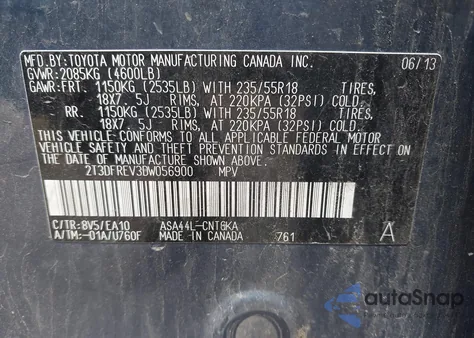 MFD.BY:TOYOTA MOTOR MANUFACTURING CANADA INC. 06/13
GVWR:2085KG (4600LB)
GAWR:FRT. 1150KG (2535LB) WITH 235/55R18 TIRES,
18X7. 5J RIMS, AT 220KPA (32PSI) COLD.
RR. 1150KG (2535LB) WITH 235/55R18 TIRES,
18X7. 5J RIMS, AT 220KPA (32PSI) COLD.
THIS VEHICLE CONFORMS TO ALL APPLICABLE FEDERAL MOTOR
VEHICLE SAFETY AND THEFT PREVENTION STANDARDS IN EFFECT ON
THE DATE OF MANUFACTURE SHOWN ABOVE.
2T3DFREV3DW056900 MPV
C/TR:8V5/EA10 ASA44L-CNTGKA
A/TM:-01A/U760F MADE IN CANADA 761 A
autoSnap